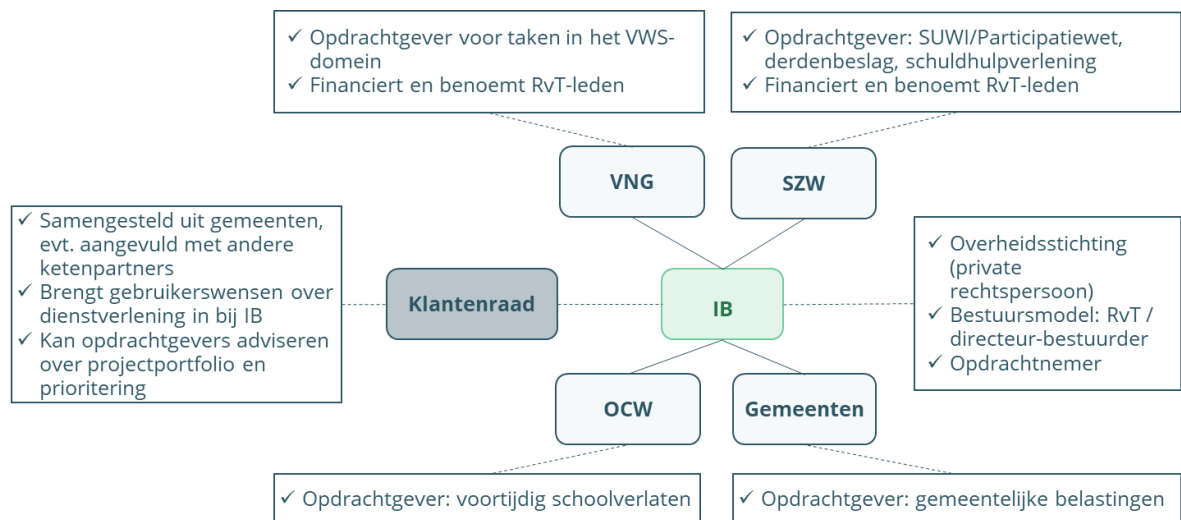 ✓ Opdrachtgever voor taken in het VWS-
domein
✓ Financiert en benoemt RvT-leden
✓ Opdrachtgever: SUWI/Participatiewet,
derdenbeslag, schuldhulpverlening
✓ Financiert en benoemt RvT-leden
VNG
SZW
✓ Samengesteld uit gemeenten,
evt. aangevuld met andere
ketenpartners
✓ Brengt gebruikerswensen over
dienstverlening in bij IB
✓ Kan opdrachtgevers adviseren
over projectportfolio en
prioritering
Klantenraad
IB
✓ Overheidsstichting
(private
rechtspersoon)
✓ Bestuursmodel: RvT /
directeur-bestuurder
✓ Opdrachtnemer
OCW
Gemeenten
✓ Opdrachtgever: voortijdig schoolverlaten
✓ Opdrachtgever: gemeentelijke belastingen